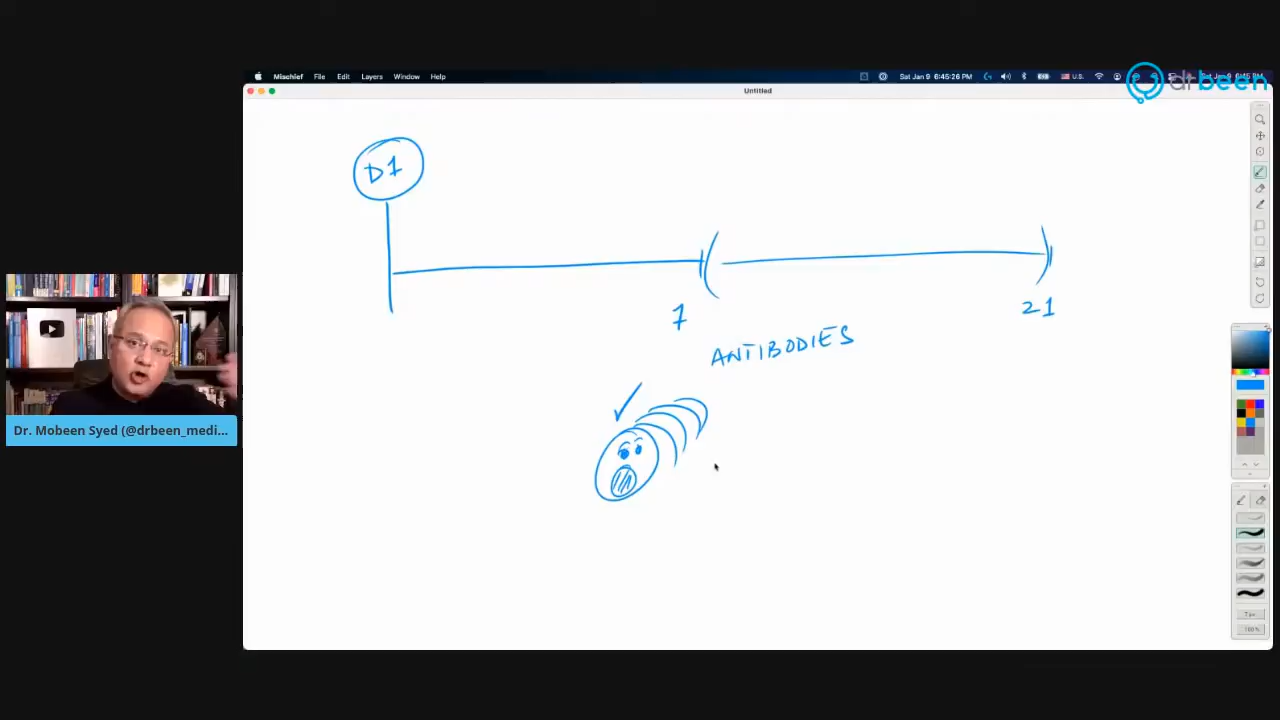 Mischief File Edit Layers Window Help
Sat Jan 9 6:45:26 PM
U.S.
drbeen
Untitled
D1
7
21
ANTIBODIES
Dr. Mobeen Syed (@drbeen_medi...
100%